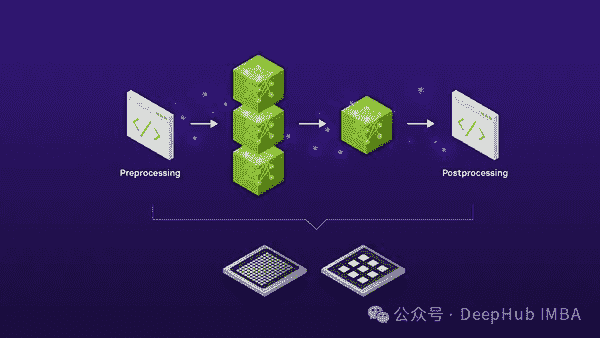 </>
</>
Preprocessing
Postprocessing
公众号 · DeepHub IMBA